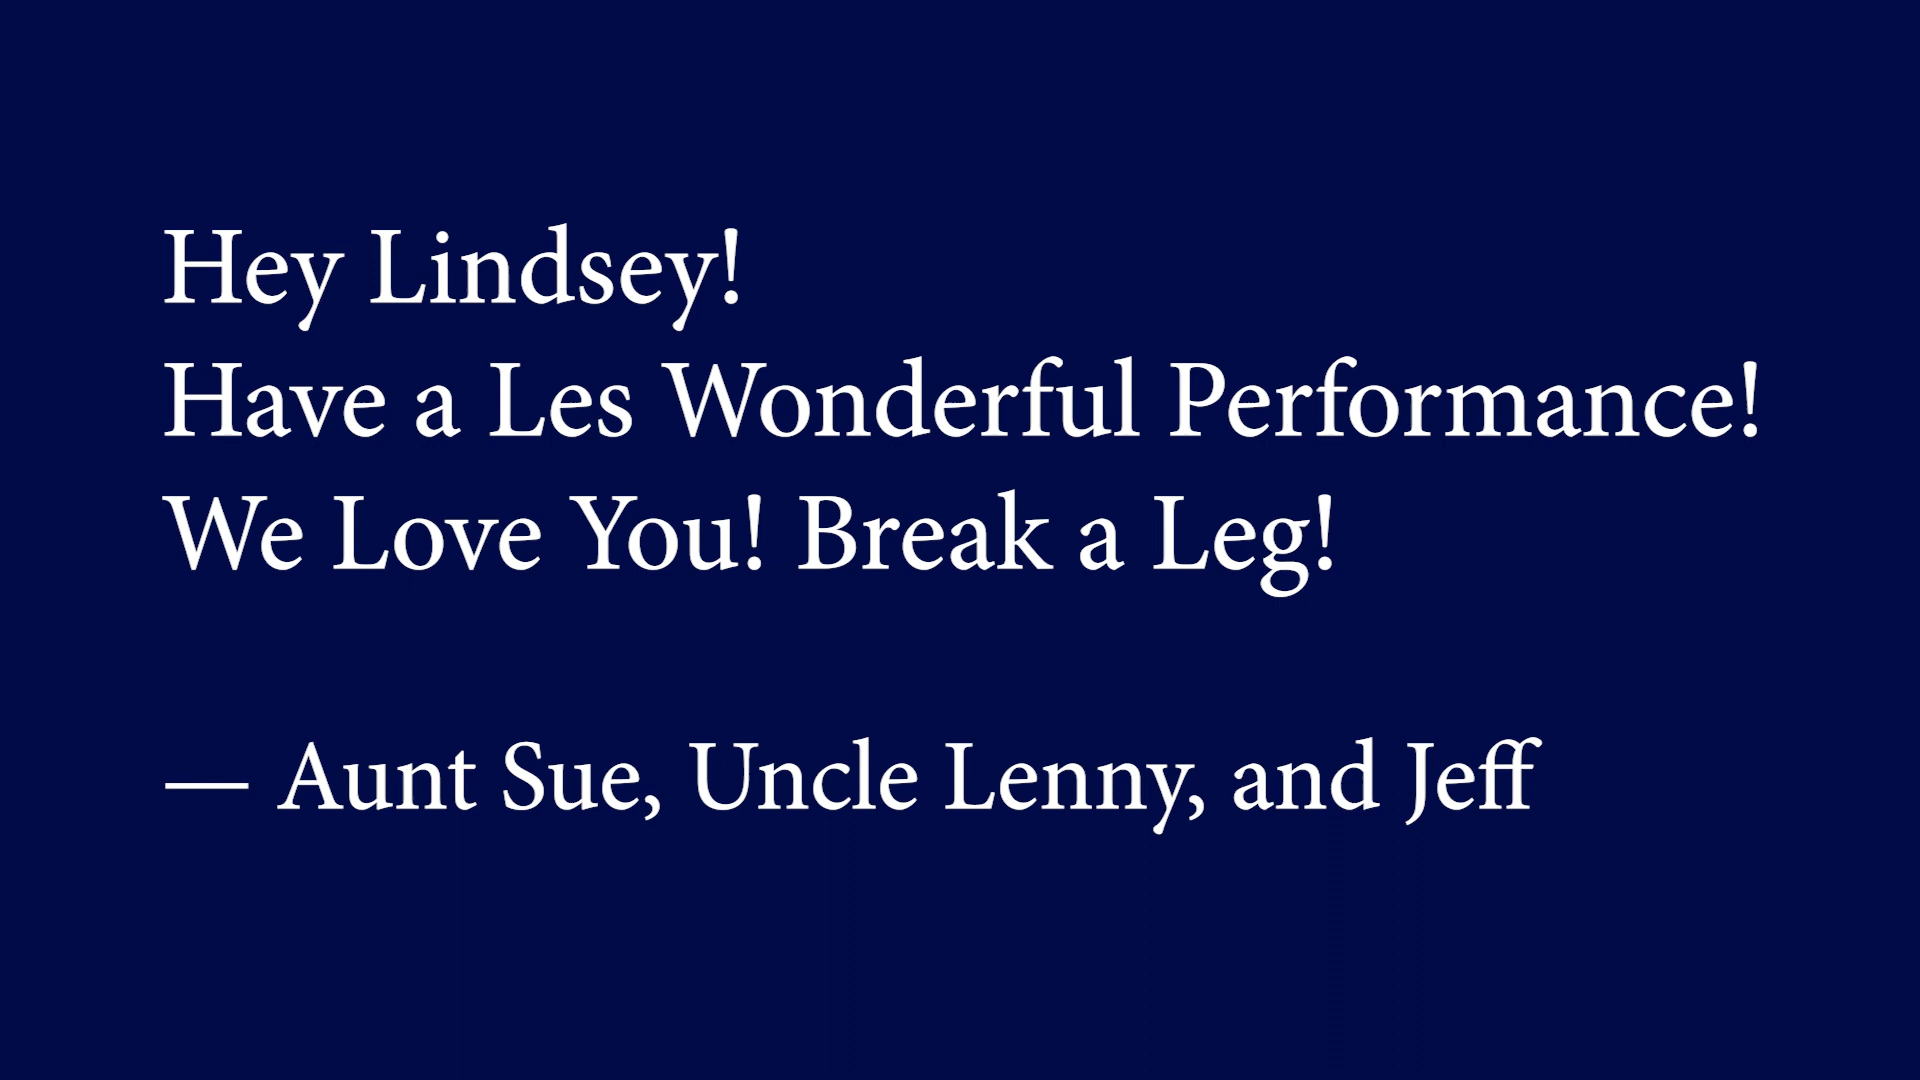 Hey Lindsey!
Have a Les Wonderful Performance!
We Love You! Break a Leg!
— Aunt Sue, Uncle Lenny, and Jeff